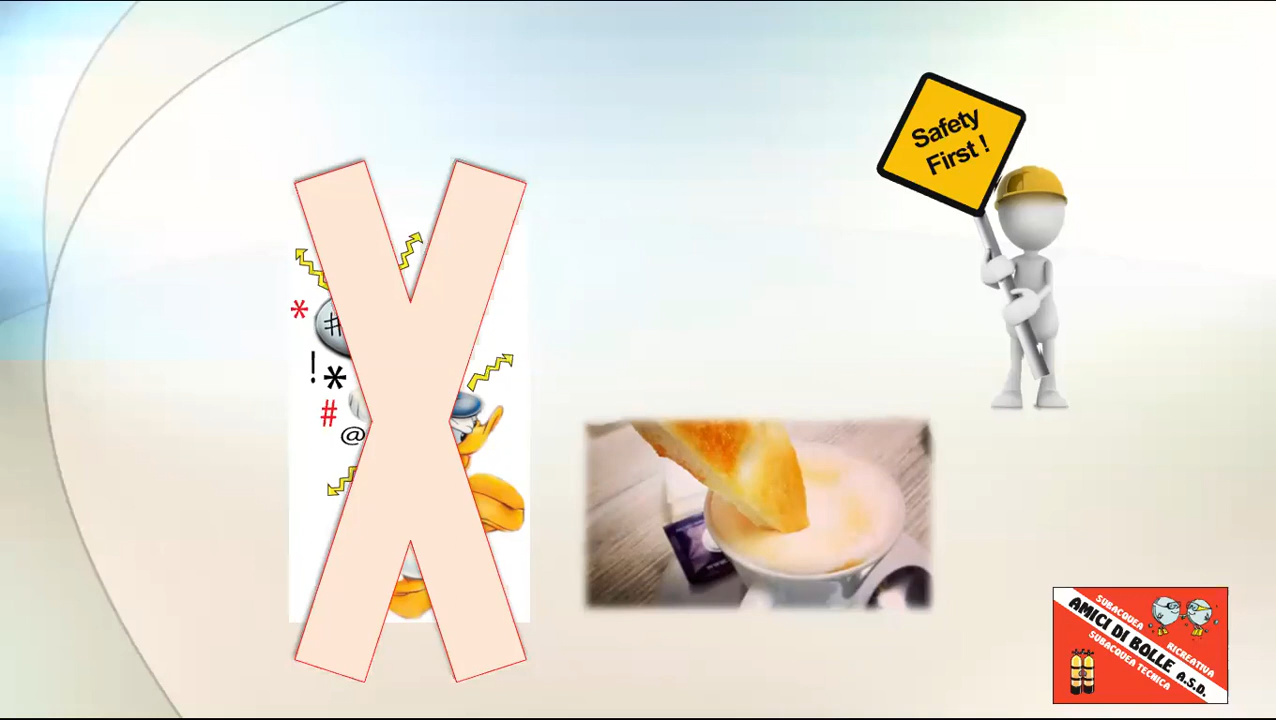 Safety
First !
*
#
!*
#
@
SUBACQUEA
RICREATIVA
AMICI DI BOLLE A.S.D.
SUBACQUEA TECNICA